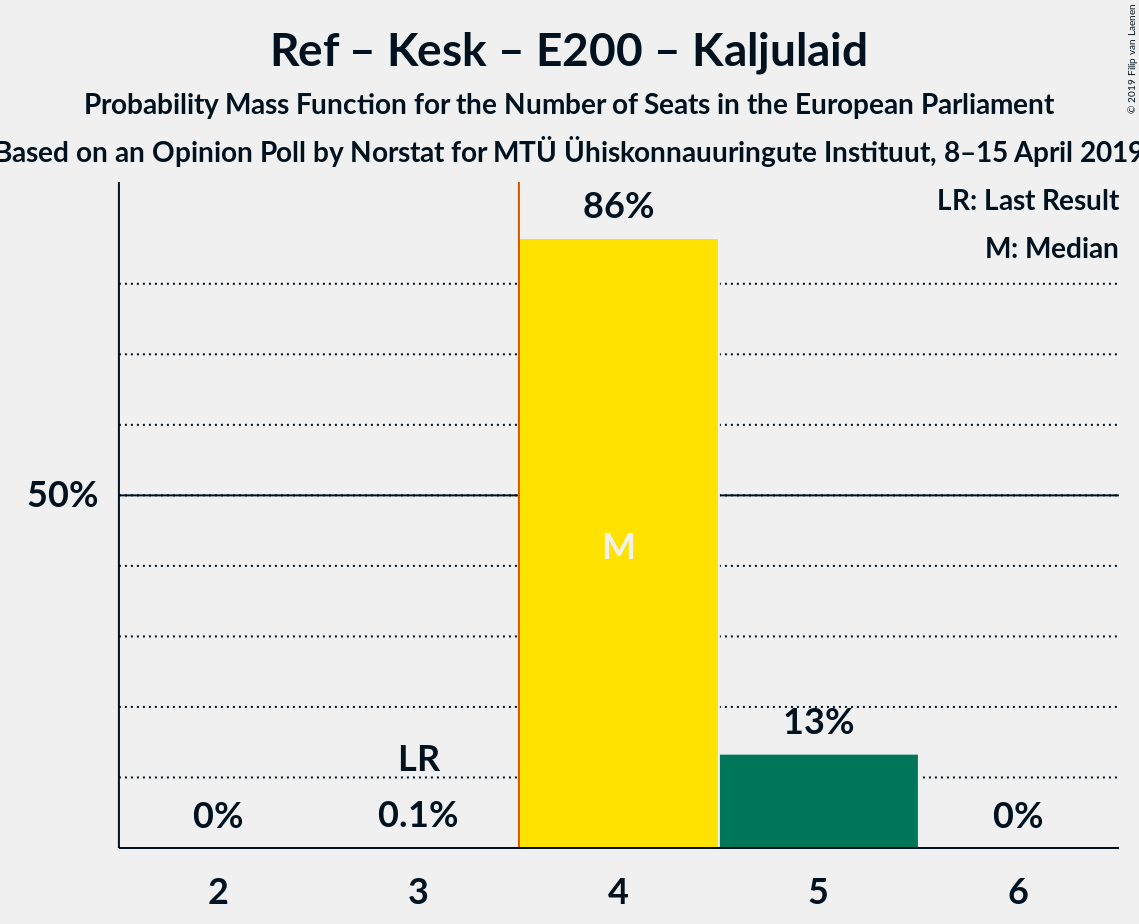 Ref – Kesk – E200 – Kaljulaid
Probability Mass Function for the Number of Seats in the European Parliament
Based on an Opinion Poll by Norstat for MTÜ Ühiskonnauuringute Instituut, 8–15 April 2019
© 2019 Filip van Laenen
LR: Last Result
M: Median
86%
50%
M
13%
LR
0%
0.1%
0%
2
3
4
5
6